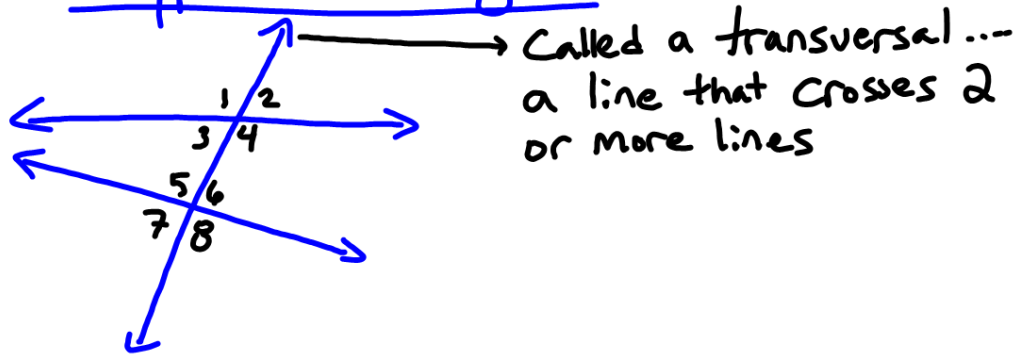 Called a transversal ....
a line that crosses 2
or more lines
1 2
3 4
5 6
7 8